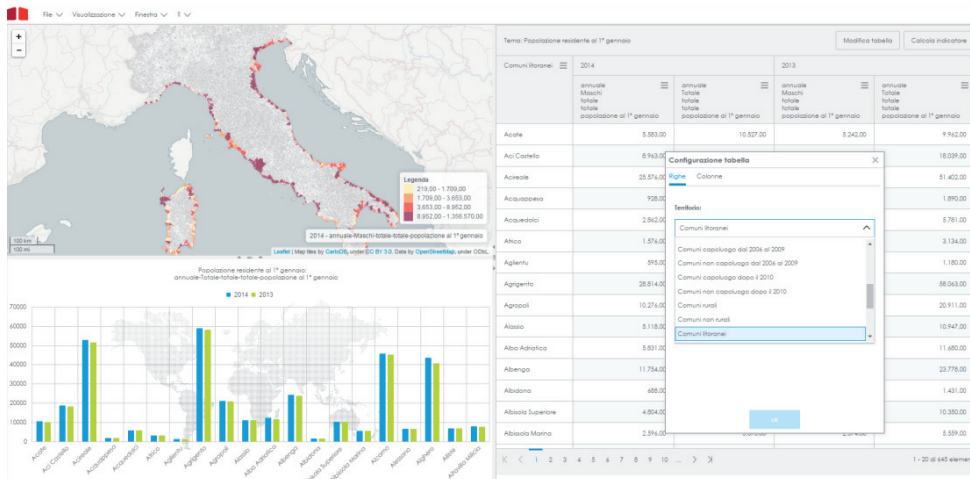 File Visualizzazione Finestra ?
+
−
100 km
100 mi
Legenda
219,00 - 1.709,00
1.709,00 - 3.653,00
3.653,00 - 8.952,00
8.952,00 - 1.358.570,00
2014 - annuale-Maschi-totale-totale-popolazione al 1° gennaio
Leaflet | Map tiles by CartoDB, under CC BY 3.0. Data by OpenStreetMap, under ODbL.
Popolazione residente al 1° gennaio:
annuale-Totale-totale-totale-popolazione al 1° gennaio
2014 2013
70000
60000
50000
40000
30000
20000
10000
0
Acate
Aci Castello
Acireale
Acquappesa
Acquedolci
Africo
Aglientu
Agrigento
Agropoli
Alassio
Alba Adriatica
Albenga
Albidona
Albisola Superiore
Albissola Marina
Alcamo
Alessano
Alghero
Alliste
Altavilla Milicia
Tema: Popolazione residente al 1° gennaio Modifica tabella Calcola indicatore
Comuni litoranei 2014 2013
annuale annuale annuale annuale
Maschi Totale Maschi Totale
totale totale totale totale
totale totale totale totale
popolazione al 1° gennaio popolazione al 1° gennaio popolazione al 1° gennaio popolazione al 1° gennaio
Acate 5.583,00 10.527,00 5.242,00 9.962,00
Aci Castello 8.963,00 18.039,00
Acireale 25.576,00 51.402,00
Acquappesa 928,00 1.890,00
Acquedolci 2.862,00 5.781,00
Africo 1.576,00 3.134,00
Aglientu 595,00 1.180,00
Agrigento 28.814,00 58.063,00
Agropoli 10.276,00 20.911,00
Alassio 5.118,00 10.947,00
Alba Adriatica 5.831,00 11.680,00
Albenga 11.754,00 23.778,00
Albidona 688,00 1.431,00
Albisola Superiore 4.804,00 10.350,00
Albissola Marina 2.596,00 5.559,00
1 2 3 4 5 6 7 8 9 10 ... 1 - 20 di 645 elemen
Configurazione tabella
Righe Colonne
Territorio:
Comuni litoranei
Comuni capoluogo dal 2006 al 2009
Comuni non capoluogo dal 2006 al 2009
Comuni capoluogo dopo il 2010
Comuni non capoluogo dopo il 2010
Comuni rurali
Comuni non rurali
Comuni litoranei